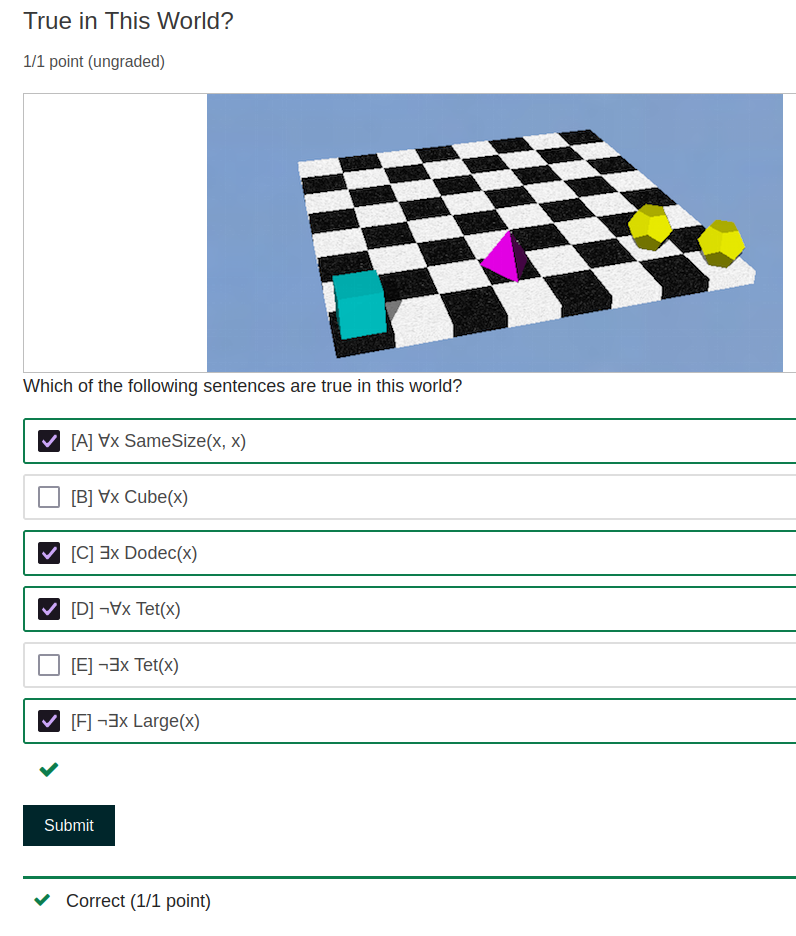 True in This World?
1/1 point (ungraded)
Which of the following sentences are true in this world?
[A] ∀x SameSize(x, x)
[B] ∀x Cube(x)
[C] ∃x Dodec(x)
[D] ¬∀x Tet(x)
[E] ¬∃x Tet(x)
[F] ¬∃x Large(x)
Submit
Correct (1/1 point)